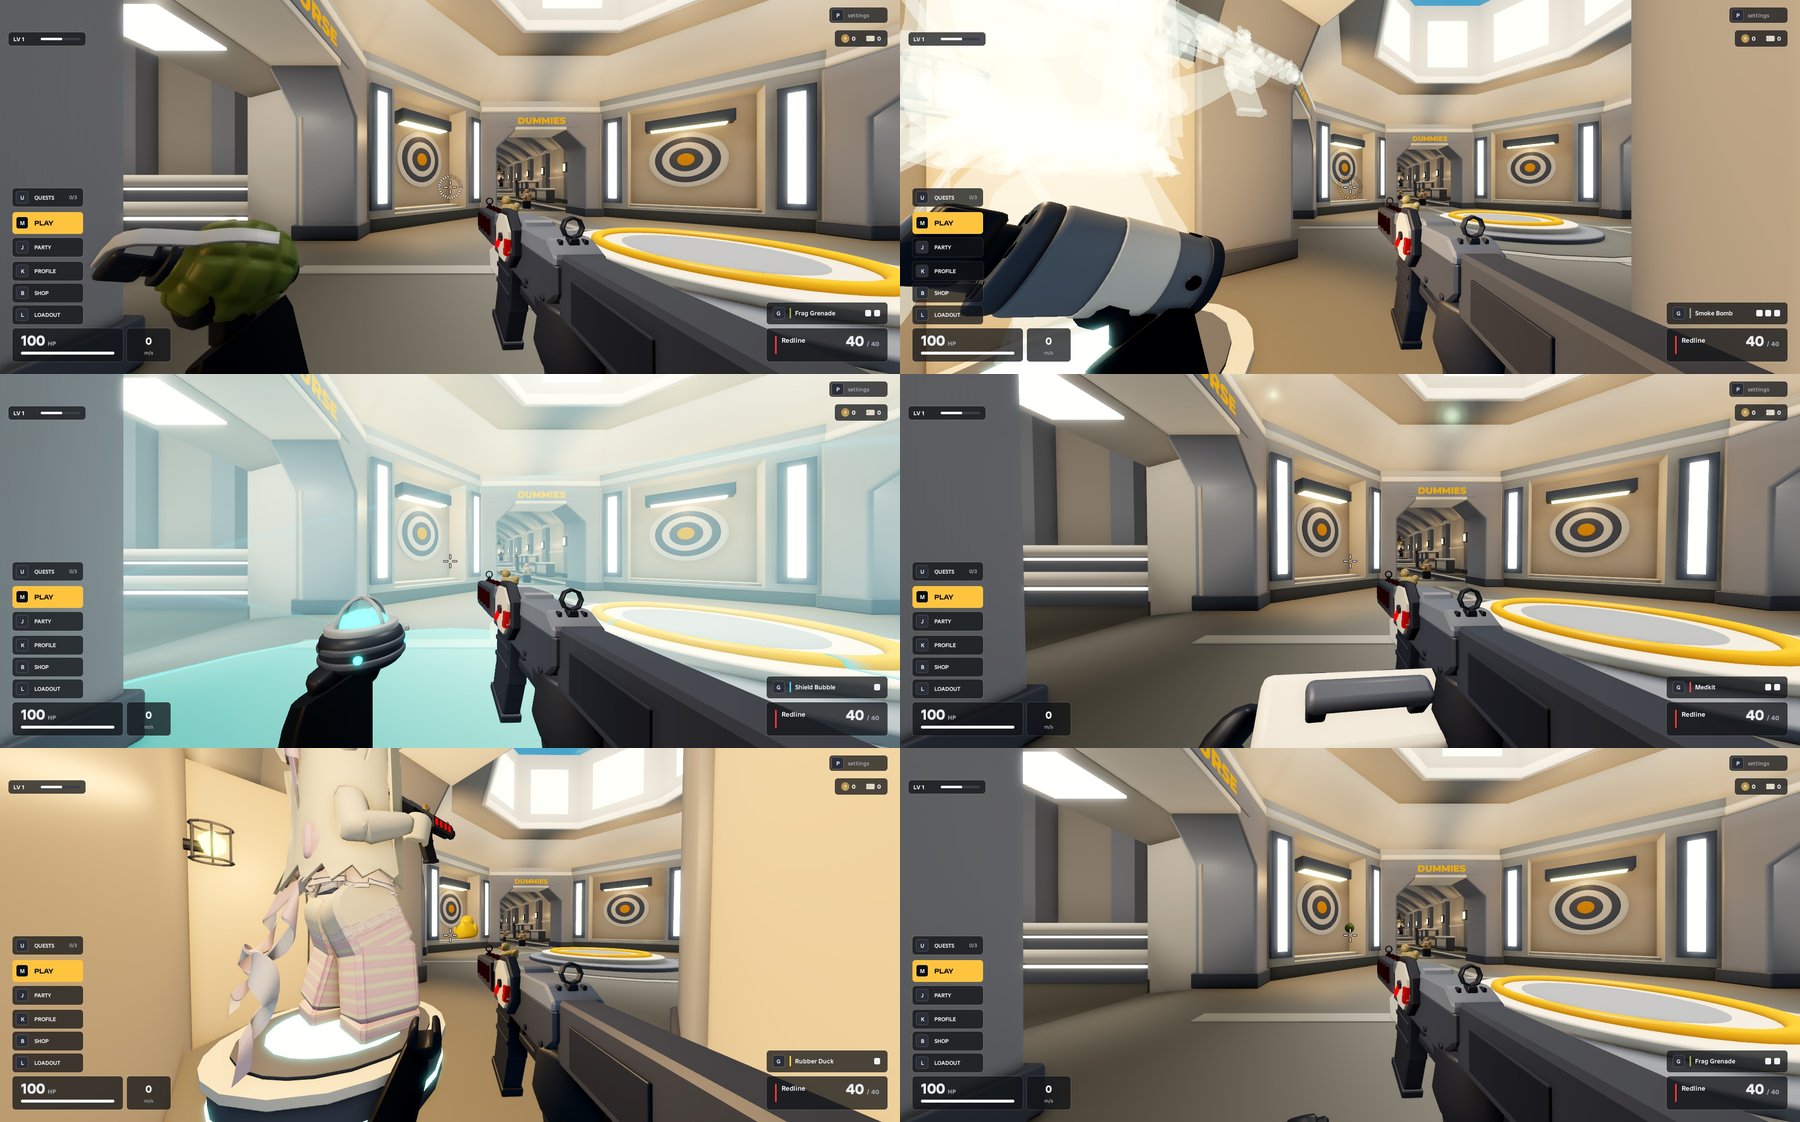 URSE
P settings
LV 1
0 0
DUMMIES
U QUESTS 0/3
M PLAY
J PARTY
K PROFILE
B SHOP
L LOADOUT
G Frag Grenade
100 HP
0 m/s
Redline 40 / 40
P settings
LV 1
0 0
DUMMIES
U QUESTS 0/3
M PLAY
J PARTY
K PROFILE
B SHOP
L LOADOUT
G Smoke Bomb
100 HP
0 m/s
Redline 40 / 40
URSE
P settings
LV 1
0 0
DUMMIES
U QUESTS 0/3
M PLAY
J PARTY
K PROFILE
B SHOP
L LOADOUT
G Shield Bubble
100 HP
0 m/s
Redline 40 / 40
URSE
P settings
LV 1
0 0
DUMMIES
U QUESTS 0/3
M PLAY
J PARTY
K PROFILE
B SHOP
L LOADOUT
G Medkit
100 HP
0 m/s
Redline 40 / 40
P settings
LV 1
0 0
DUMMIES
U QUESTS 0/3
M PLAY
J PARTY
K PROFILE
B SHOP
L LOADOUT
G Rubber Duck
100 HP
0 m/s
Redline 40 / 40
URSE
P settings
LV 1
0 0
DUMMIES
U QUESTS 0/3
M PLAY
J PARTY
K PROFILE
B SHOP
L LOADOUT
G Frag Grenade
100 HP
0 m/s
Redline 40 / 40